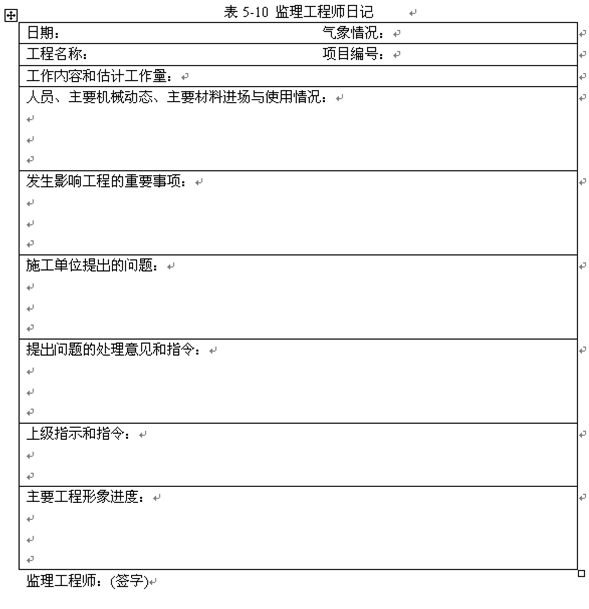 表 5-10 监理工程师日记
日期： 气象情况：
工程名称： 项目编号：
工作内容和估计工作量：
人员、主要机械动态、主要材料进场与使用情况：
发生影响工程的重要事项：
施工单位提出的问题：
提出问题的处理意见和指令：
上级指示和指令：
主要工程形象进度：
监理工程师：(签字)